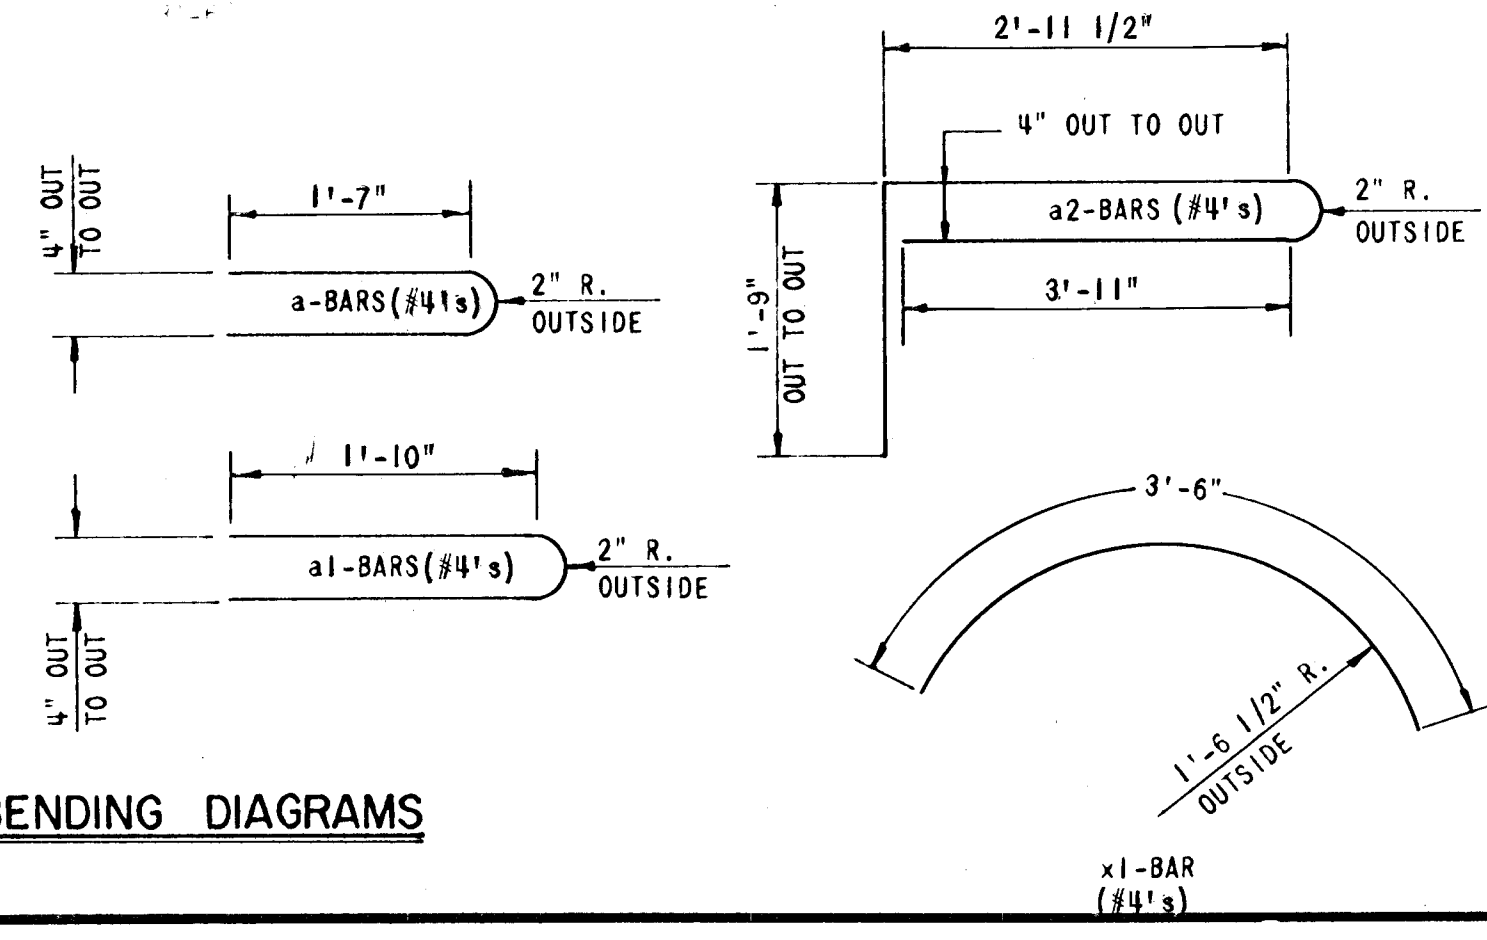 2'-11 1/2"
4" OUT TO OUT
4" OUT
TO OUT
1'-7"
a-BARS(#4's)
2" R.
OUTSIDE
a2-BARS (#4's)
2" R.
OUTSIDE
3'-11"
1'-9"
OUT TO OUT
1'-10"
a1-BARS(#4's)
2" R.
OUTSIDE
4" OUT
TO OUT
3'-6"
1'-6 1/2" R.
OUTSIDE
BENDING DIAGRAMS
x1-BAR
(#4's)